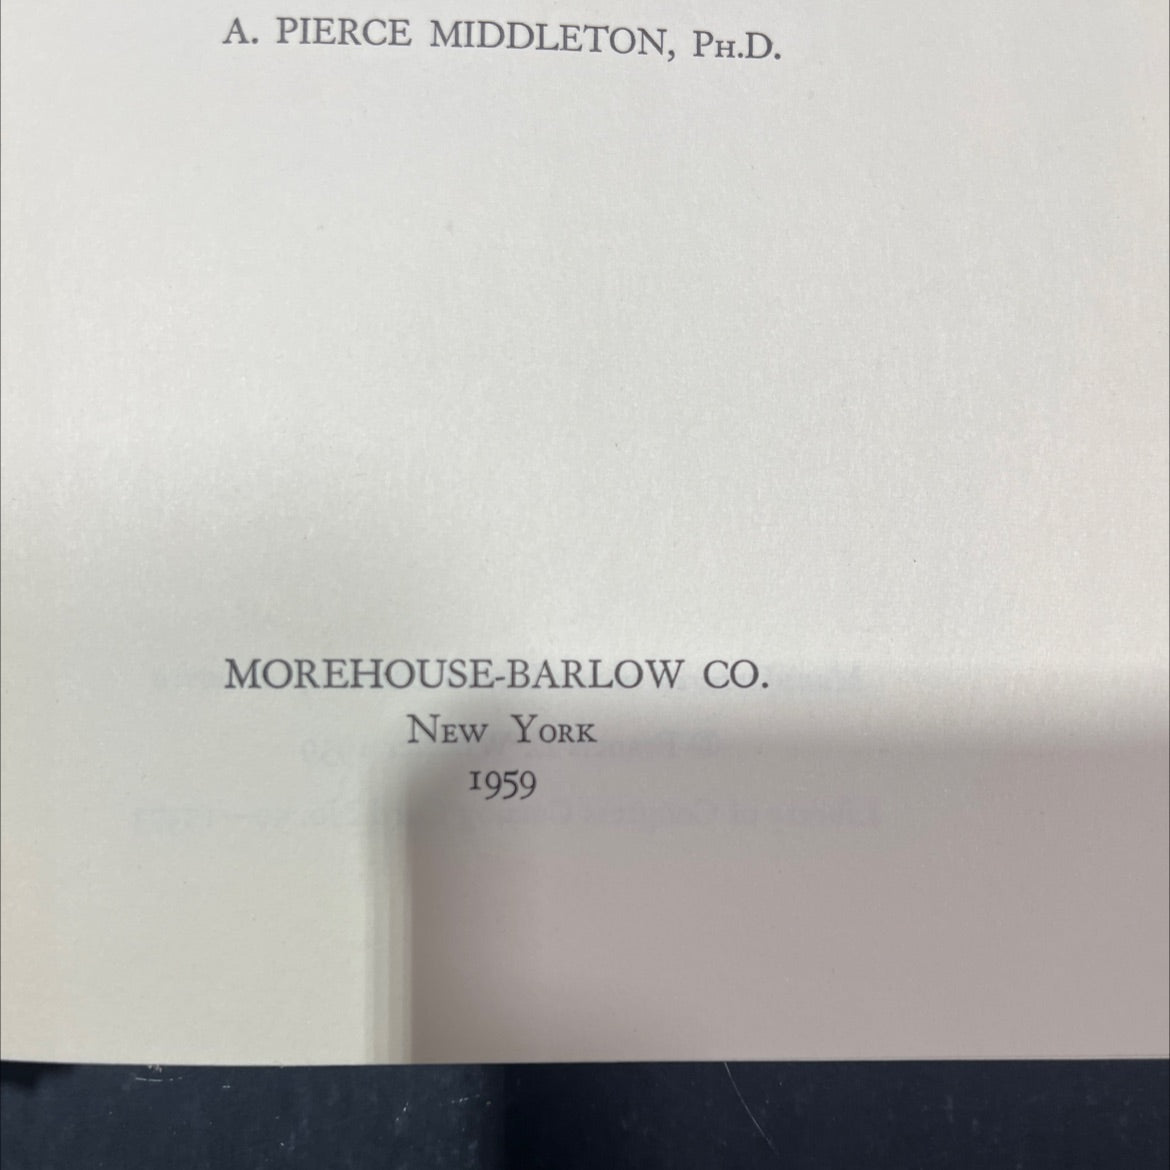 A. PIERCE MIDDLETON, PH.D.
MOREHOUSE-BARLOW CO.
NEW YORK
1959